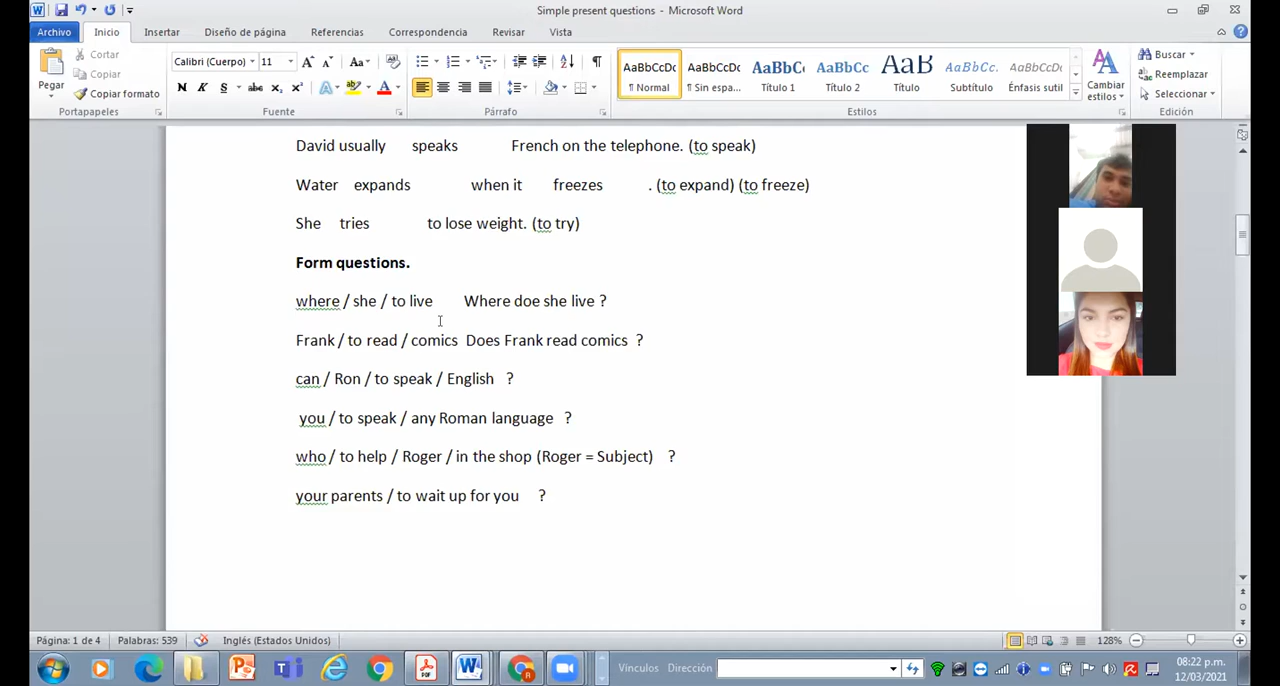 Simple present questions - Microsoft Word
Archivo Inicio Insertar Diseño de página Referencias Correspondencia Revisar Vista
Pegar
Cortar
Copiar
Copiar formato
Portapapeles
Calibri (Cuerpo) 11
Fuente
Párrafo
AaBbCcDc AaBbCcDc AaBbC AaBbCc AaB AaBbCc. AaBbCcDc
¶ Normal ¶ Sin espa... Título 1 Título 2 Título Subtítulo Énfasis sutil
Estilos
Cambiar estilos
Buscar
Reemplazar
Seleccionar
Edición
David usually speaks French on the telephone. (to speak)
Water expands when it freezes . (to expand) (to freeze)
She tries to lose weight. (to try)
Form questions.
where / she / to live Where doe she live ?
Frank / to read / comics Does Frank read comics ?
can / Ron / to speak / English ?
you / to speak / any Roman language ?
who / to help / Roger / in the shop (Roger = Subject) ?
your parents / to wait up for you ?
Página: 1 de 4 Palabras: 539 Inglés (Estados Unidos) 128%
Vínculos Dirección
08:22 p.m.
12/03/2021